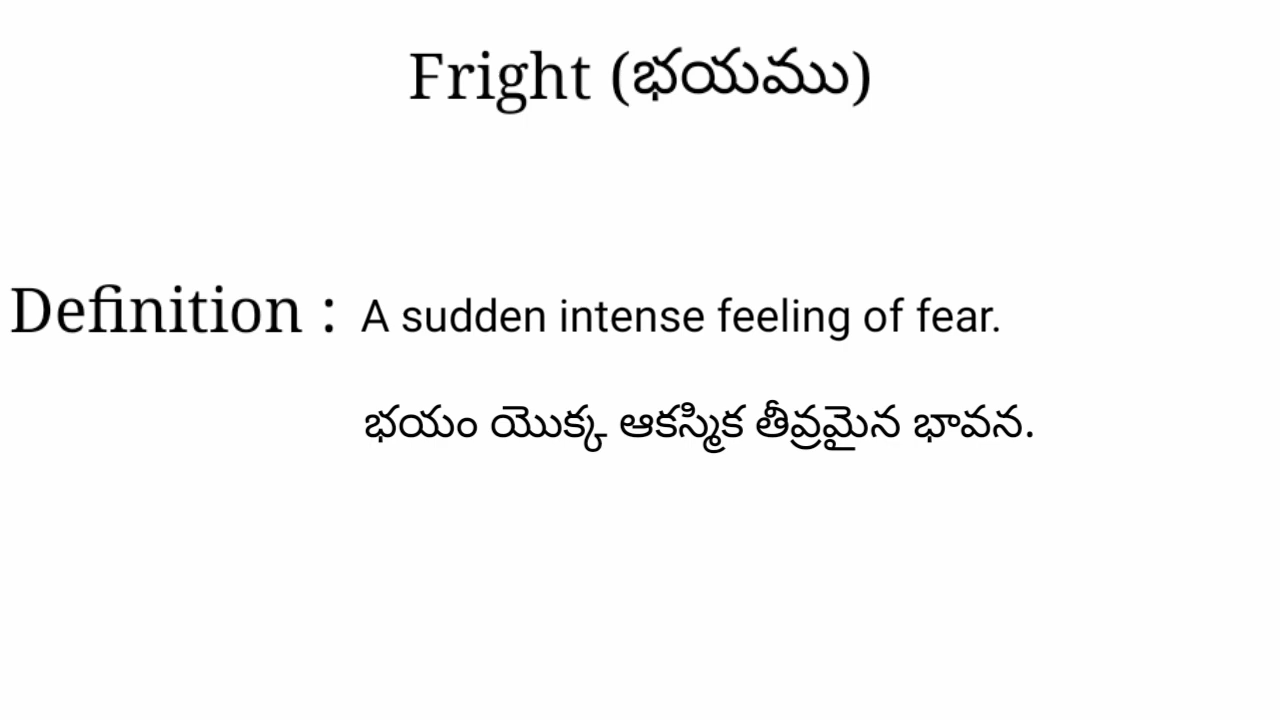 Fright (భయము)
Definition : A sudden intense feeling of fear.
భయం యొక్క ఆకస్మిక తీవ్రమైన భావన.